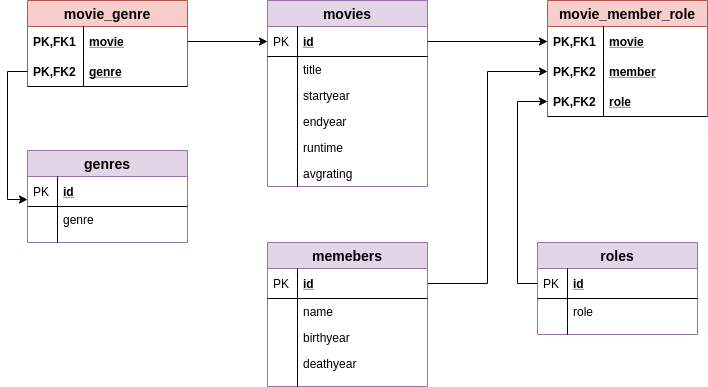 movie_genre
PK,FK1 movie
PK,FK2 genre
genres
PK id
genre
movies
PK id
title
startyear
endyear
runtime
avgrating
memebers
PK id
name
birthyear
deathyear
movie_member_role
PK,FK1 movie
PK,FK2 member
PK,FK2 role
roles
PK id
role